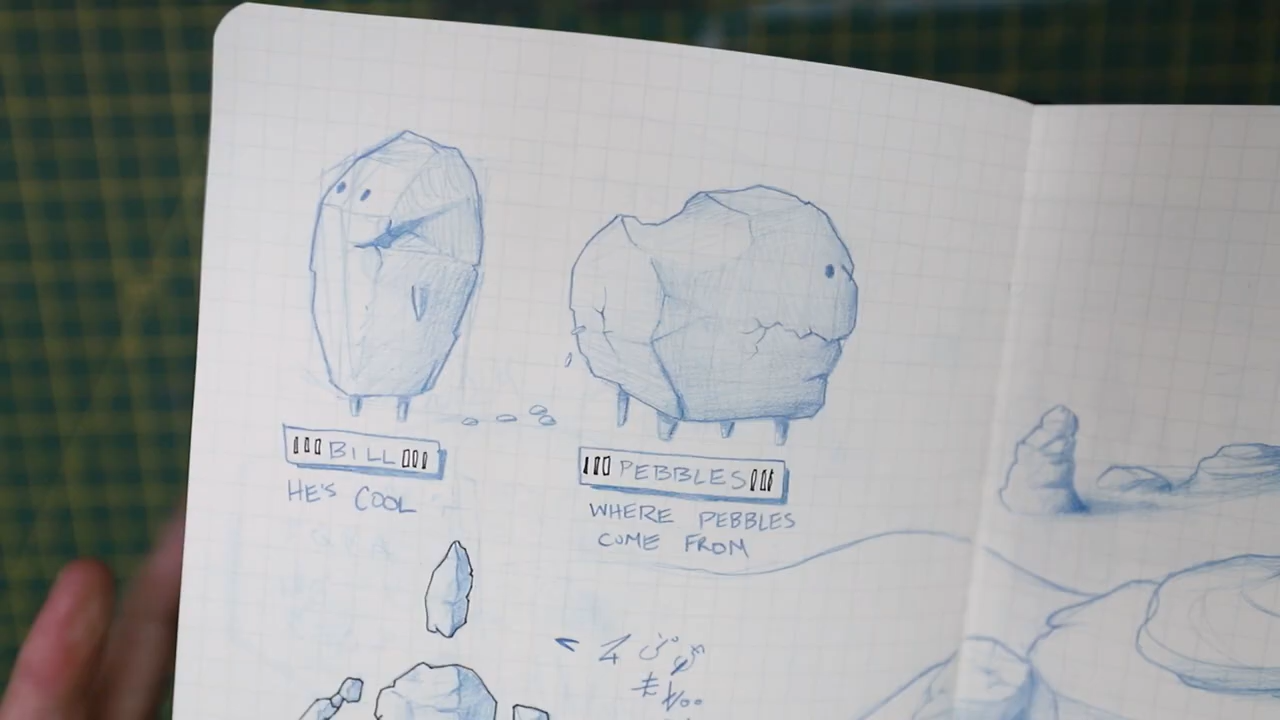 BILL
HE'S COOL
PEBBLES
WHERE PEBBLES
COME FROM